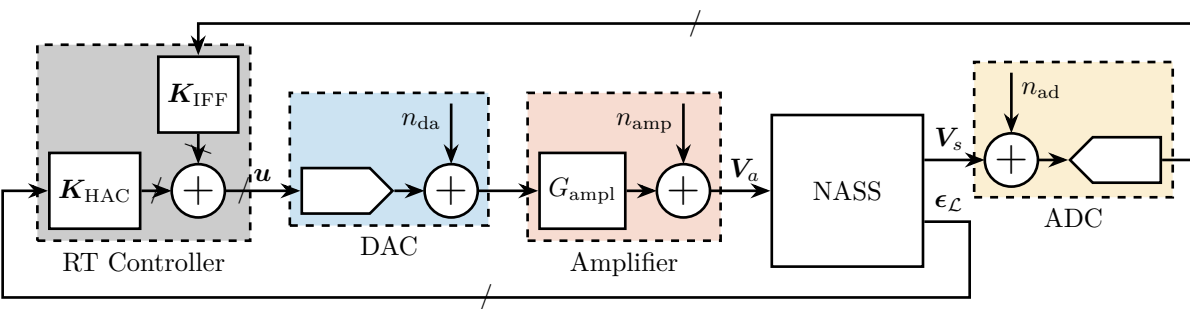 K_IFF
K_HAC
u
RT Controller
n_da
DAC
n_amp
G_ampl
Amplifier
V_a
NASS
V_s
ϵ_ℒ
n_ad
ADC